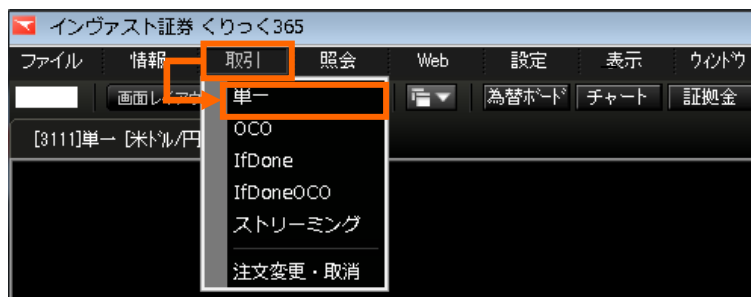 インヴァスト証券 くりっく365
ファイル 情報 取引 照会 Web 設定 表示 ウィンドウ
画面レイアウ 単一 為替ボード チャート 証拠金
[3111]単一 [米ドル/円 OCO
IfDone
IfDoneOCO
ストリーミング
注文変更・取消